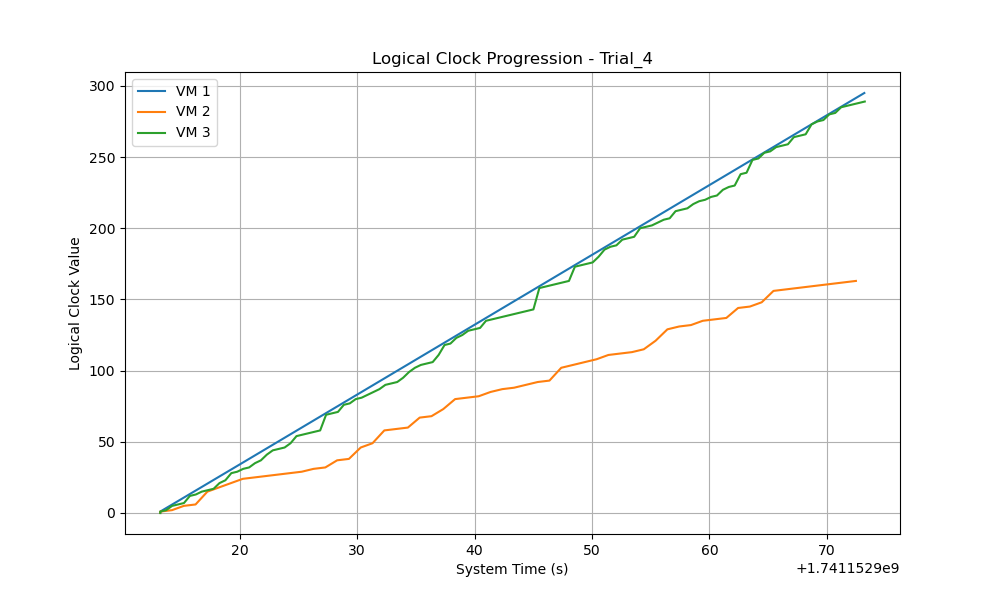 Logical Clock Progression - Trial_4
VM 1
VM 2
VM 3
Logical Clock Value
300
250
200
150
100
50
0
20 30 40 50 60 70
System Time (s)
+1.7411529e9